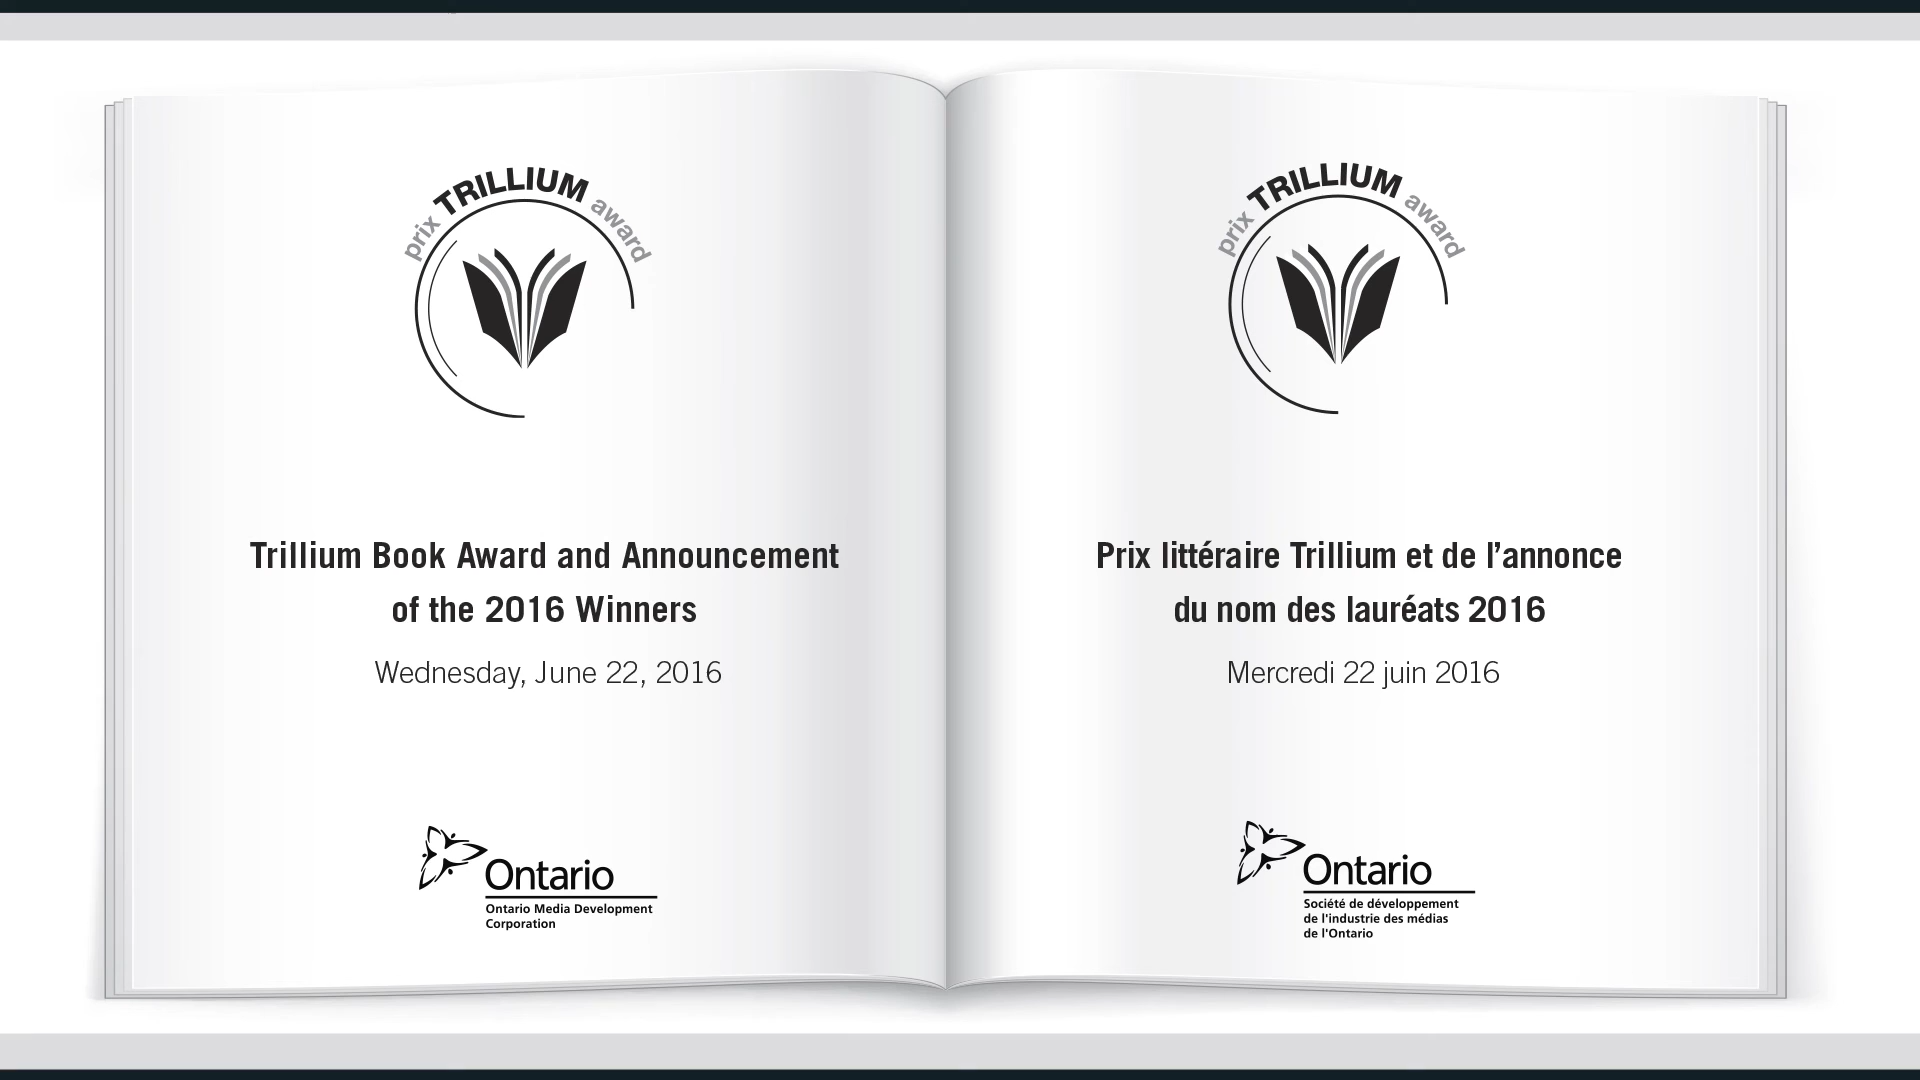 prix TRILLIUM award
Trillium Book Award and Announcement
of the 2016 Winners
Wednesday, June 22, 2016
Ontario
Ontario Media Development
Corporation
prix TRILLIUM award
Prix littéraire Trillium et de l’annonce
du nom des lauréats 2016
Mercredi 22 juin 2016
Ontario
Société de développement
de l'industrie des médias
de l'Ontario